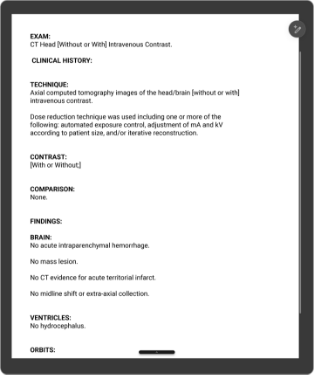 EXAM:
CT Head [Without or With] Intravenous Contrast.
CLINICAL HISTORY:
TECHNIQUE:
Axial computed tomography images of the head/brain [without or with]
intravenous contrast.
Dose reduction technique was used including one or more of the
following: automated exposure control, adjustment of mA and kV
according to patient size, and/or iterative reconstruction.
CONTRAST:
[With or Without;]
COMPARISON:
None.
FINDINGS:
BRAIN:
No acute intraparenchymal hemorrhage.
No mass lesion.
No CT evidence for acute territorial infarct.
No midline shift or extra-axial collection.
VENTRICLES:
No hydrocephalus.
ORBITS: